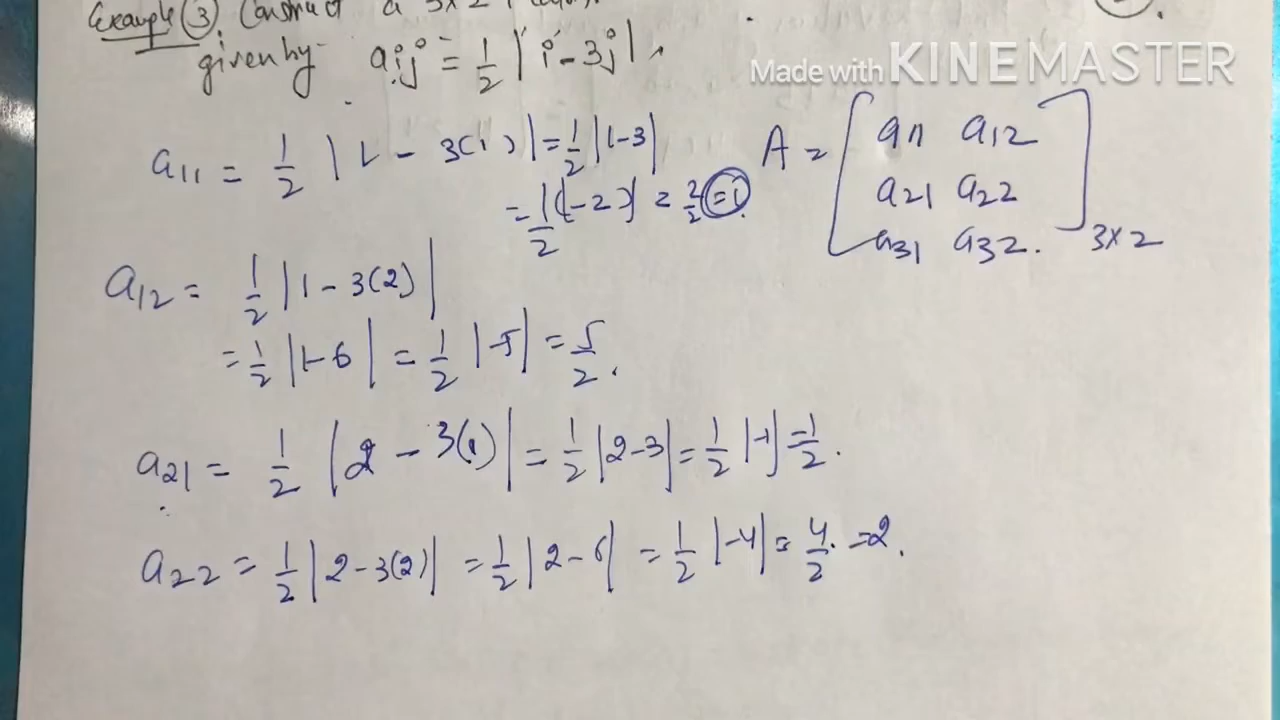 Example (3). Construct a 3x2
given by aij = 1/2 |i - 3j|.
Made with KINEMASTER
a11 = 1/2 |1 - 3(1)| = 1/2 |1-3|
= 1/2 |(-2)| = 2/2 = 1.
A = [a11 a12
a21 a22
a31 a32.] 3x2
a12 = 1/2 |1 - 3(2)|
= 1/2 |1-6| = 1/2 |-5| = 5/2.
a21 = 1/2 |2 - 3(1)| = 1/2 |2-3| = 1/2 |-1| = 1/2.
a22 = 1/2 |2-3(2)| = 1/2 |2-6| = 1/2 |-4| = 4/2. = 2.